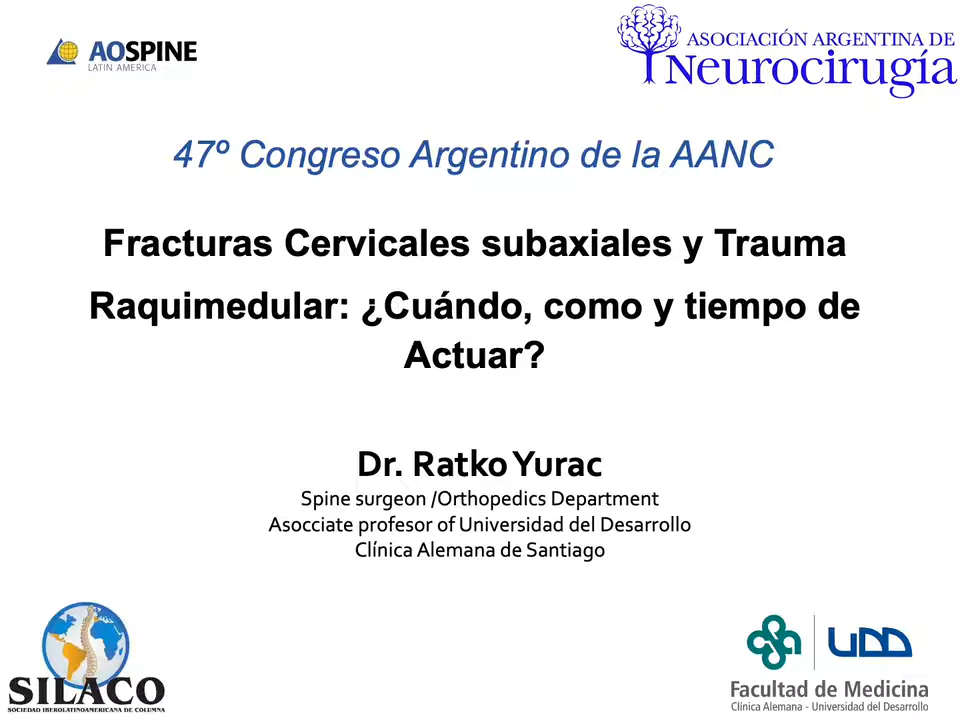 AOSPINE
LATIN AMERICA
ASOCIACIÓN ARGENTINA DE
Neurocirugía
47º Congreso Argentino de la AANC
Fracturas Cervicales subaxiales y Trauma
Raquimedular: ¿Cuándo, como y tiempo de
Actuar?
Dr. Ratko Yurac
Spine surgeon /Orthopedics Department
Asocciate profesor of Universidad del Desarrollo
Clínica Alemana de Santiago
SILACO
SOCIEDAD IBEROLATINOAMERICANA DE COLUMNA
UDD
Facultad de Medicina
Clínica Alemana - Universidad del Desarrollo